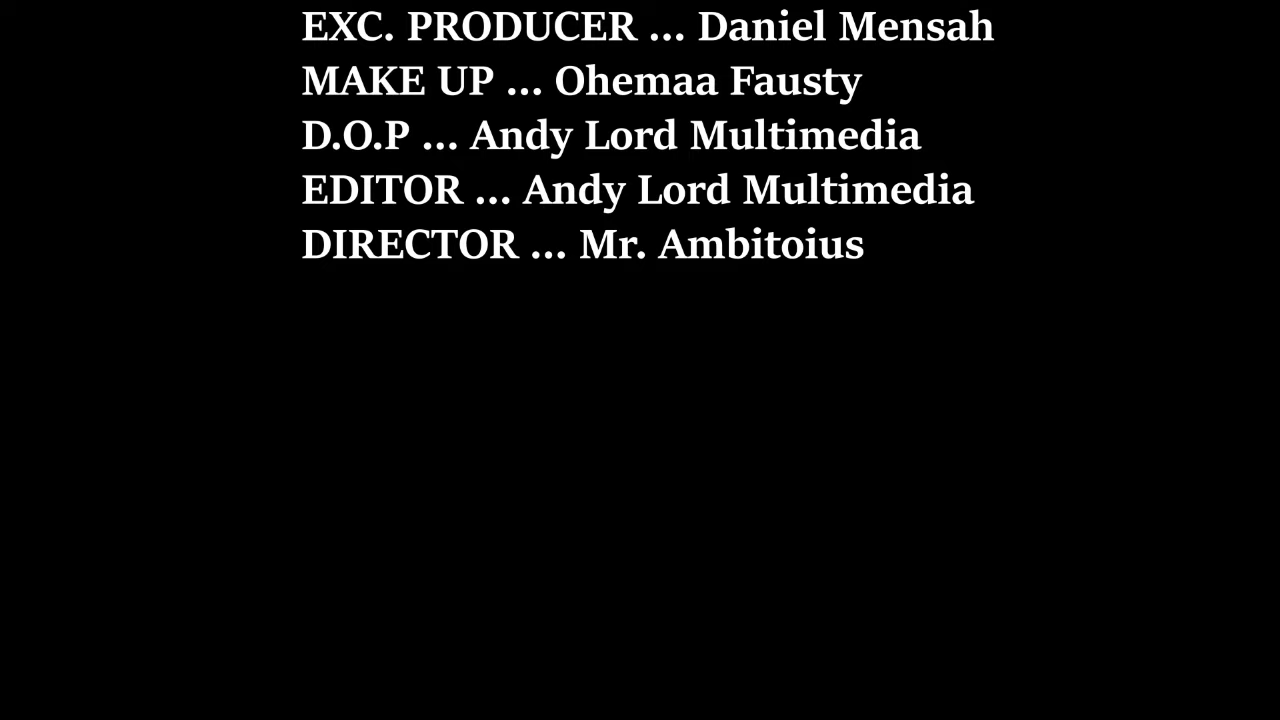 EXC. PRODUCER ... Daniel Mensah
MAKE UP ... Ohemaa Fausty
D.O.P ... Andy Lord Multimedia
EDITOR ... Andy Lord Multimedia
DIRECTOR ... Mr. Ambitoius